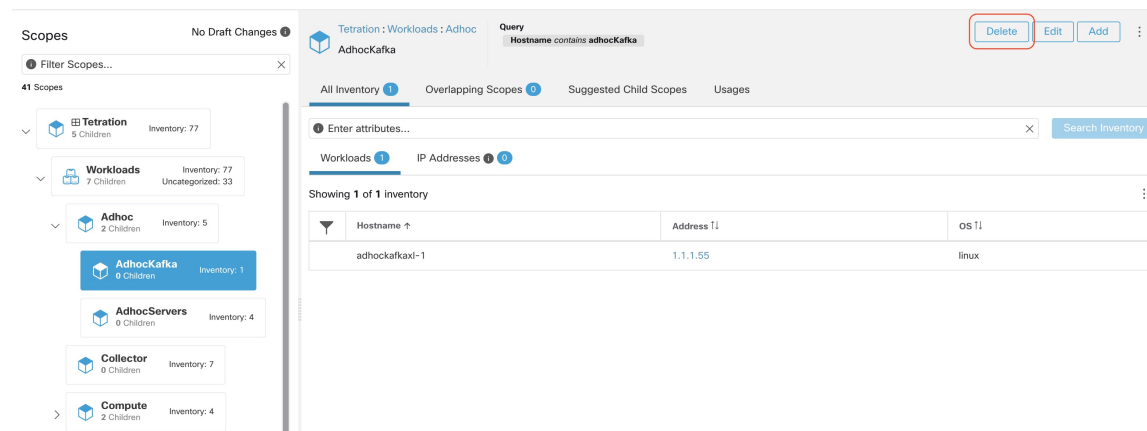 Scopes
No Draft Changes
Filter Scopes...
41 Scopes
Tetration
5 Children
Inventory: 77
Workloads
7 Children
Inventory: 77
Uncategorized: 33
Adhoc
2 Children
Inventory: 5
AdhocKafka
0 Children
Inventory: 1
AdhocServers
0 Children
Inventory: 4
Collector
0 Children
Inventory: 7
Compute
2 Children
Inventory: 4
Tetration : Workloads : Adhoc
AdhocKafka
Query
Hostname contains adhocKafka
Delete Edit Add
All Inventory 1 Overlapping Scopes 0 Suggested Child Scopes Usages
Enter attributes...
Search Inventory
Workloads 1 IP Addresses 0
Showing 1 of 1 inventory
Hostname ↑ Address ↑↓ OS ↑↓
adhockafkaxl-1 1.1.1.55 linux